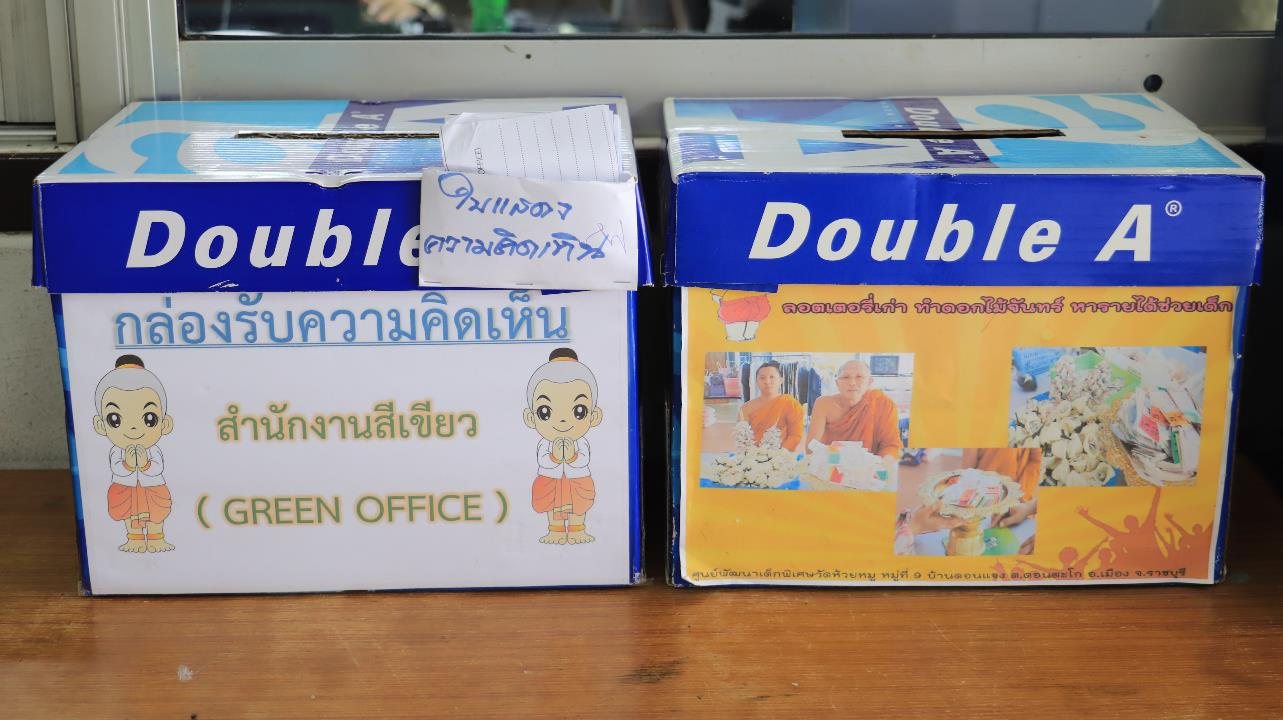 Double A
Double A
Double
ใบแสดง
ความคิดเห็น
กล่องรับความคิดเห็น
สำนักงานสีเขียว
( GREEN OFFICE )
Double A®
ลอตเตอรี่เก่า ทำดอกไม้จันทร์ หารายได้ช่วยเด็ก
ศูนย์พัฒนาเด็กพิเศษวัดห้วยหมู หมู่ที่ 9 บ้านดอนแจง ต.ดอนตะโก อ.เมือง จ.ราชบุรี